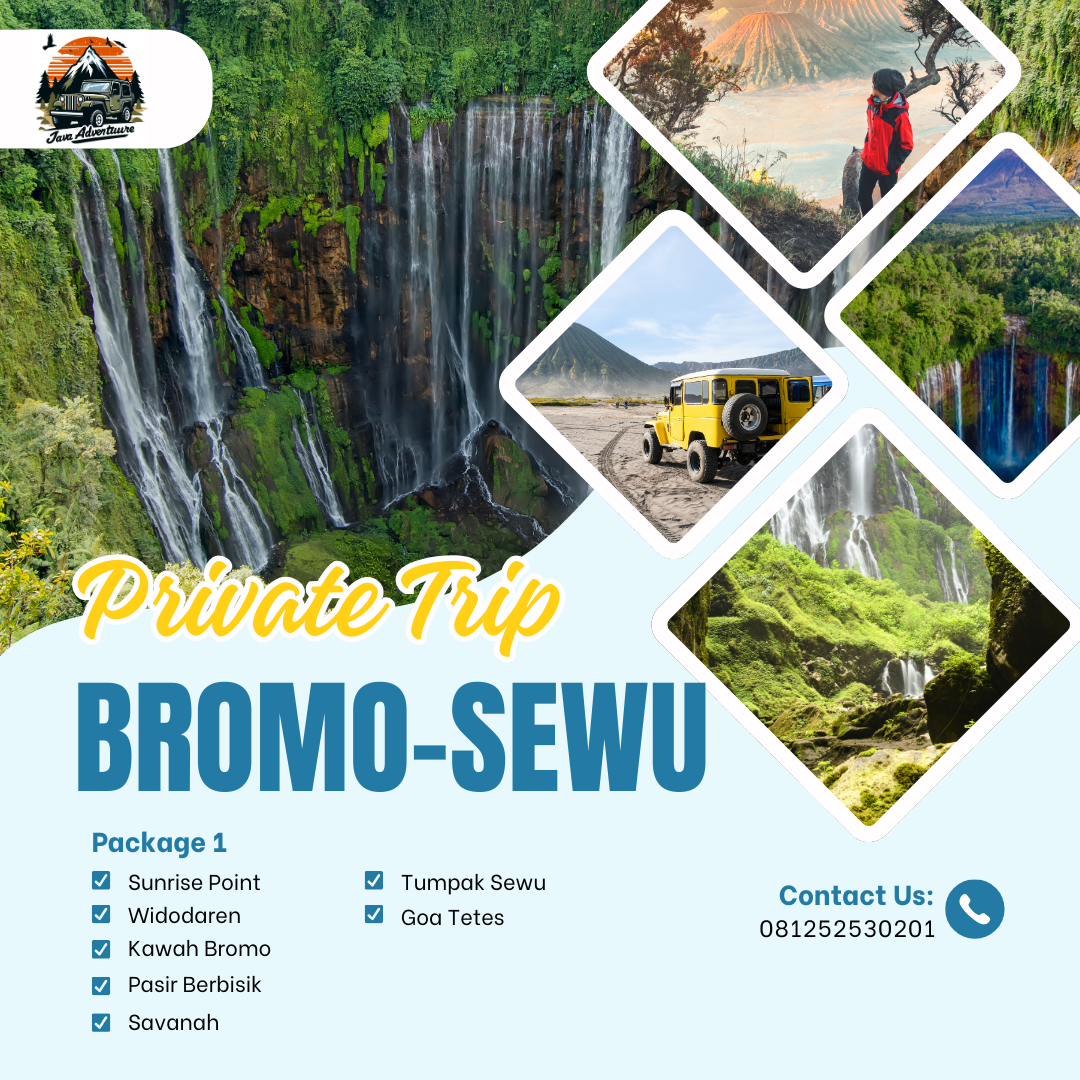 Java Adventuure
Private Trip
BROMO-SEWU
Package 1
Sunrise Point
Widodaren
Kawah Bromo
Pasir Berbisik
Savanah
Tumpak Sewu
Goa Tetes
Contact Us:
081252530201